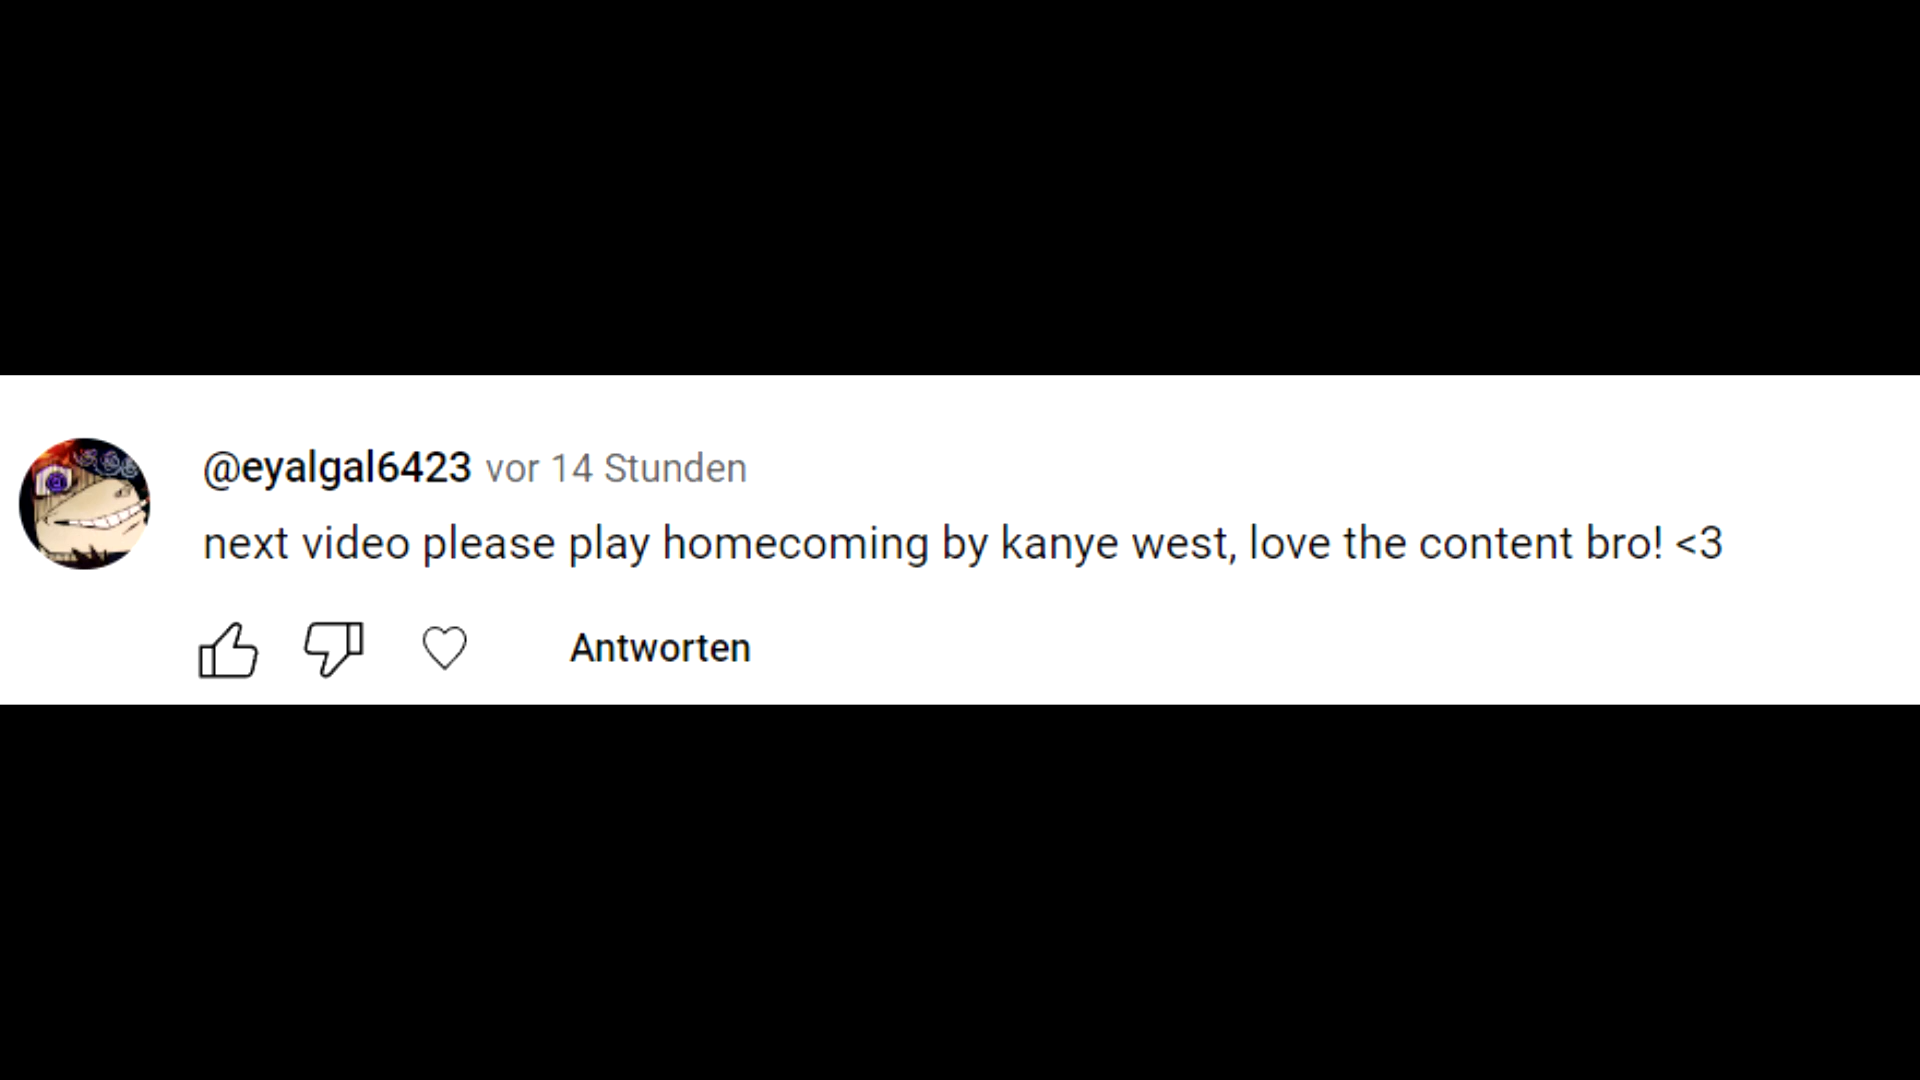 @eyalgal6423 vor 14 Stunden
next video please play homecoming by kanye west, love the content bro! <3
Antworten